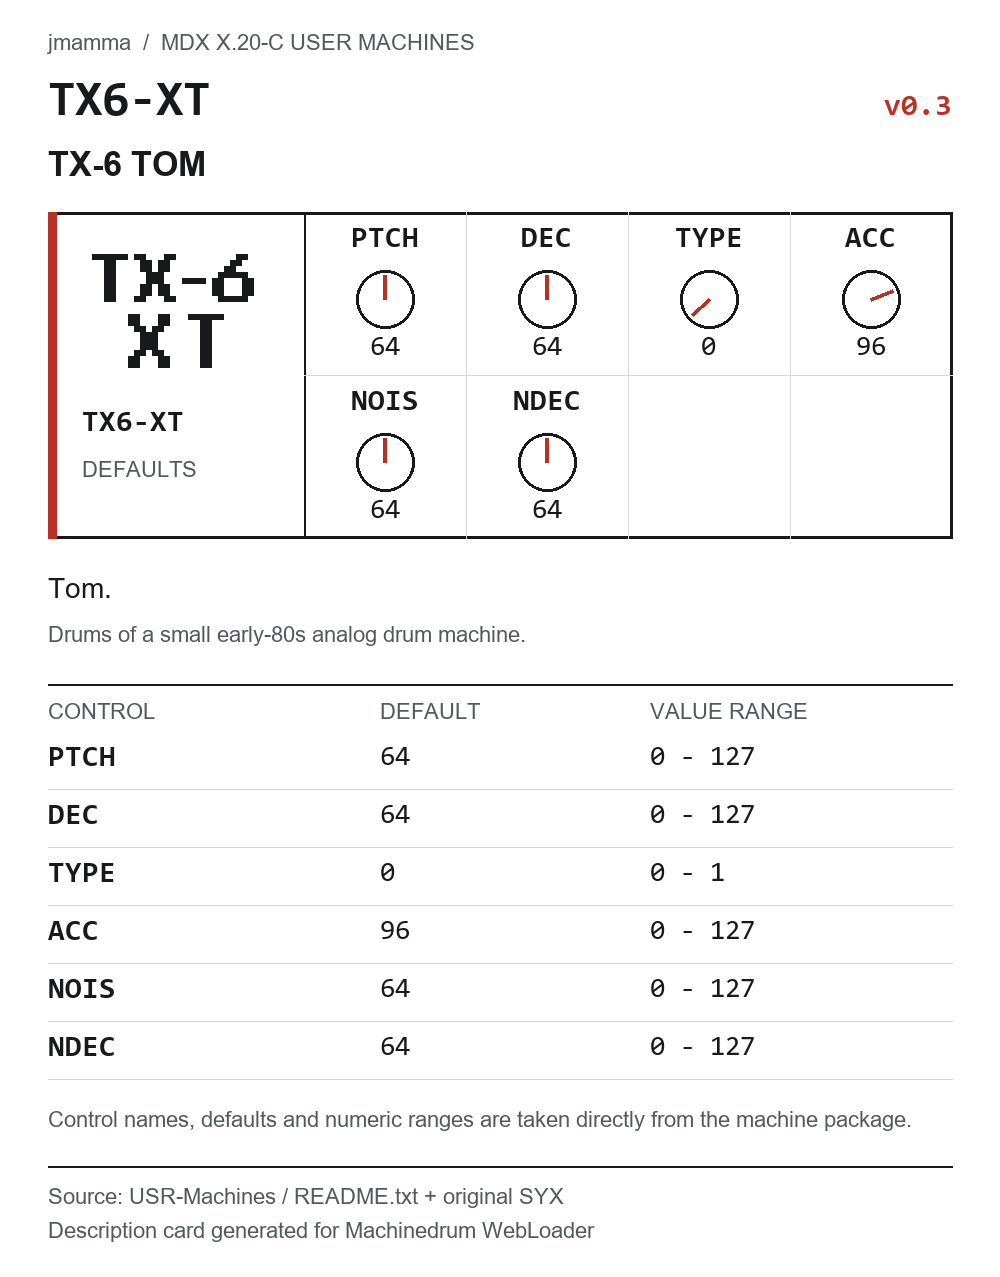 jmamma / MDX X.20-C USER MACHINES
TX6-XT
v0.3
TX-6 TOM
TX-6
XT
TX6-XT
DEFAULTS
PTCH DEC TYPE ACC
64 64 0 96
NOIS NDEC
64 64
Tom.
Drums of a small early-80s analog drum machine.
CONTROL DEFAULT VALUE RANGE
PTCH 64 0 - 127
DEC 64 0 - 127
TYPE 0 0 - 1
ACC 96 0 - 127
NOIS 64 0 - 127
NDEC 64 0 - 127
Control names, defaults and numeric ranges are taken directly from the machine package.
Source: USR-Machines / README.txt + original SYX
Description card generated for Machinedrum WebLoader